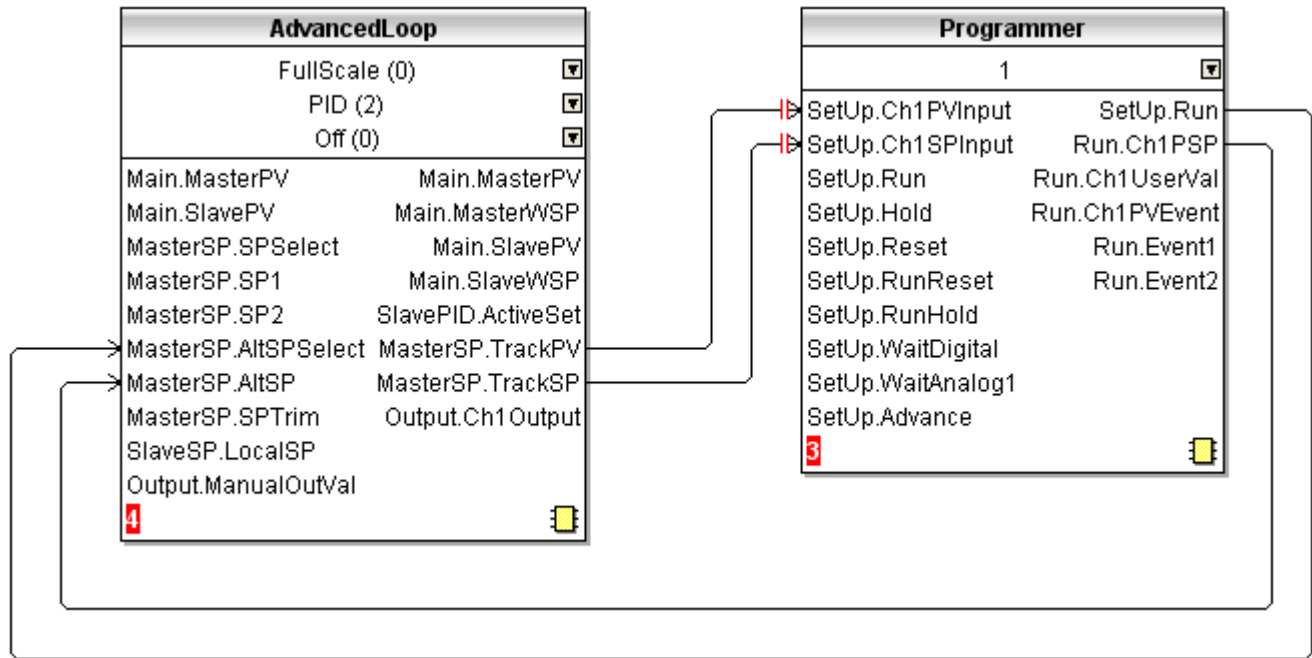 AdvancedLoop
FullScale (0)
PID (2)
Off (0)
Main.MasterPV Main.MasterPV
Main.SlavePV Main.MasterWSP
MasterSP.SPSelect Main.SlavePV
MasterSP.SP1 Main.SlaveWSP
MasterSP.SP2 SlavePID.ActiveSet
MasterSP.AltSPSelect MasterSP.TrackPV
MasterSP.AltSP MasterSP.TrackSP
MasterSP.SPTrim Output.Ch1Output
SlaveSP.LocalSP
Output.ManualOutVal
4
Programmer
1
SetUp.Ch1PVInput SetUp.Run
SetUp.Ch1SPInput Run.Ch1PSP
SetUp.Run Run.Ch1UserVal
SetUp.Hold Run.Ch1PVEvent
SetUp.Reset Run.Event1
SetUp.RunReset Run.Event2
SetUp.RunHold
SetUp.WaitDigital
SetUp.WaitAnalog1
SetUp.Advance
3